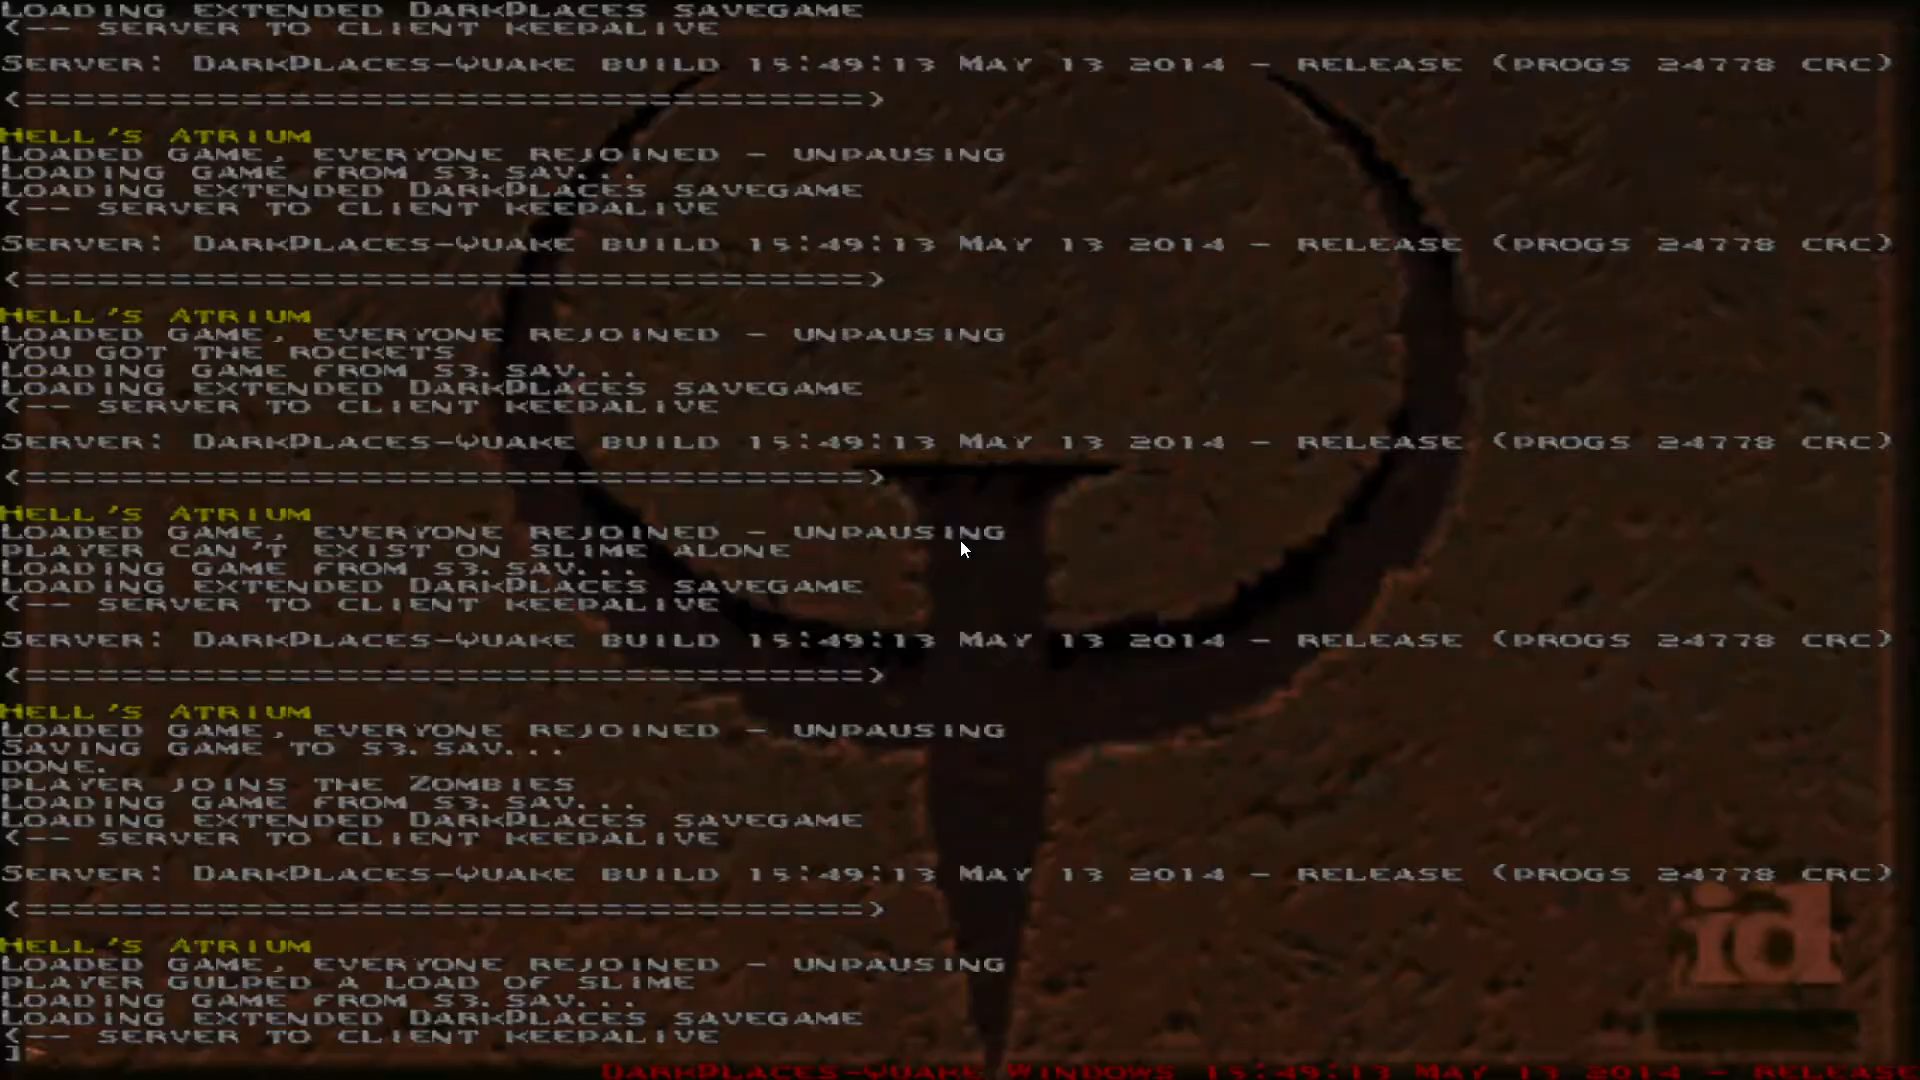 LOADING EXTENDED DARKPLACES SAVEGAME
<-- SERVER TO CLIENT KEEPALIVE
SERVER: DARKPLACES-QUAKE BUILD 15:49:13 MAY 13 2014 - RELEASE (PROGS 24778 CRC)
<===================================>
HELL'S ATRIUM
LOADED GAME, EVERYONE REJOINED - UNPAUSING
LOADING GAME FROM S3.SAV...
LOADING EXTENDED DARKPLACES SAVEGAME
<-- SERVER TO CLIENT KEEPALIVE
SERVER: DARKPLACES-QUAKE BUILD 15:49:13 MAY 13 2014 - RELEASE (PROGS 24778 CRC)
<===================================>
HELL'S ATRIUM
LOADED GAME, EVERYONE REJOINED - UNPAUSING
YOU GOT THE ROCKETS
LOADING GAME FROM S3.SAV...
LOADING EXTENDED DARKPLACES SAVEGAME
<-- SERVER TO CLIENT KEEPALIVE
SERVER: DARKPLACES-QUAKE BUILD 15:49:13 MAY 13 2014 - RELEASE (PROGS 24778 CRC)
<===================================>
HELL'S ATRIUM
LOADED GAME, EVERYONE REJOINED - UNPAUSING
PLAYER CAN'T EXIST ON SLIME ALONE
LOADING GAME FROM S3.SAV...
LOADING EXTENDED DARKPLACES SAVEGAME
<-- SERVER TO CLIENT KEEPALIVE
SERVER: DARKPLACES-QUAKE BUILD 15:49:13 MAY 13 2014 - RELEASE (PROGS 24778 CRC)
<===================================>
HELL'S ATRIUM
LOADED GAME, EVERYONE REJOINED - UNPAUSING
SAVING GAME TO S3.SAV...
DONE.
PLAYER JOINS THE ZOMBIES
LOADING GAME FROM S3.SAV...
LOADING EXTENDED DARKPLACES SAVEGAME
<-- SERVER TO CLIENT KEEPALIVE
SERVER: DARKPLACES-QUAKE BUILD 15:49:13 MAY 13 2014 - RELEASE (PROGS 24778 CRC)
<===================================>
HELL'S ATRIUM
LOADED GAME, EVERYONE REJOINED - UNPAUSING
PLAYER GULPED A LOAD OF SLIME
LOADING GAME FROM S3.SAV...
LOADING EXTENDED DARKPLACES SAVEGAME
<-- SERVER TO CLIENT KEEPALIVE
]
id
DARKPLACES-QUAKE WINDOWS 15:49:13 MAY 13 2014 - RELEASE